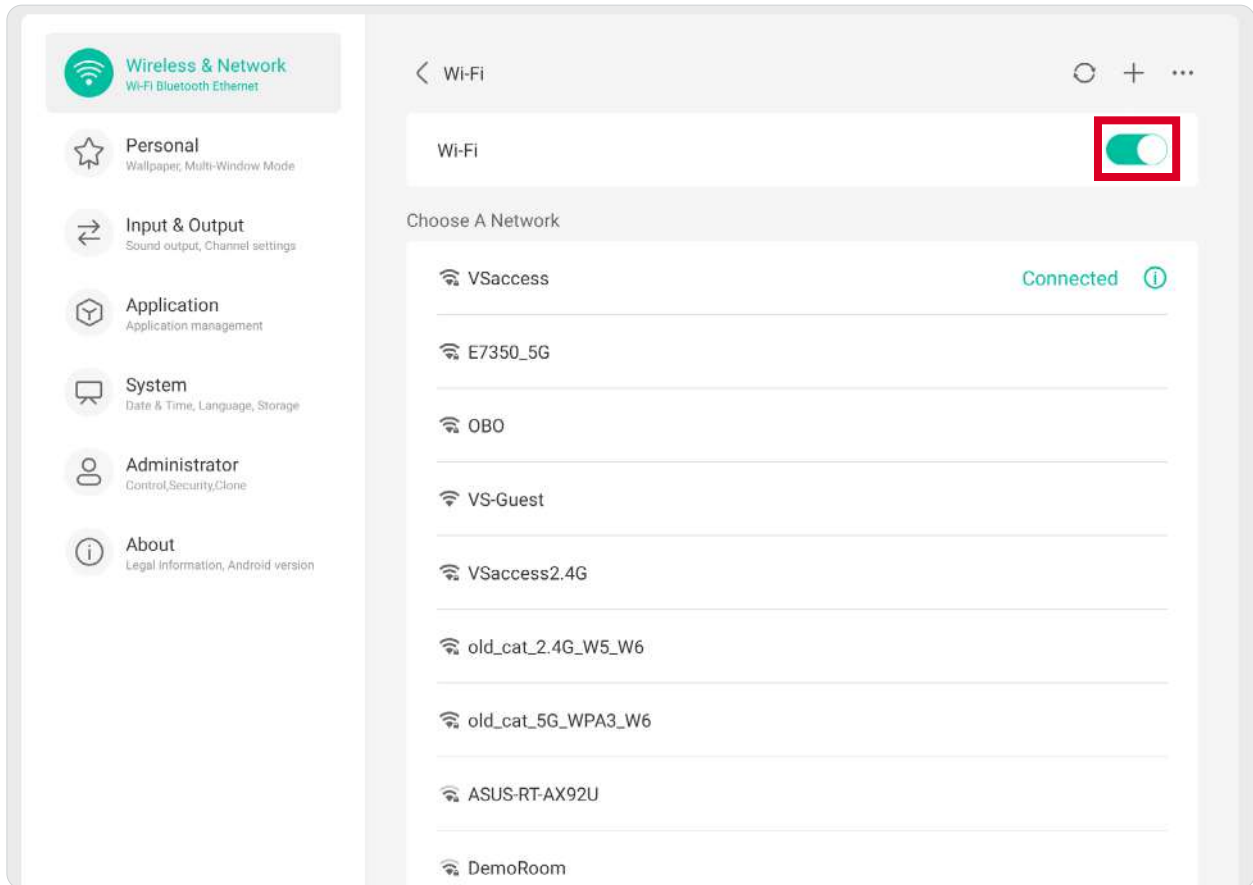 Wireless & Network
Wi-Fi Bluetooth Ethernet
Personal
Wallpaper, Multi-Window Mode
Input & Output
Sound output, Channel settings
Application
Application management
System
Date & Time, Language, Storage
Administrator
Control,Security,Clone
About
Legal Information, Android version
Wi-Fi
Wi-Fi
Choose A Network
VSaccess Connected
E7350_5G
OBO
VS-Guest
VSaccess2.4G
old_cat_2.4G_W5_W6
old_cat_5G_WPA3_W6
ASUS-RT-AX92U
DemoRoom